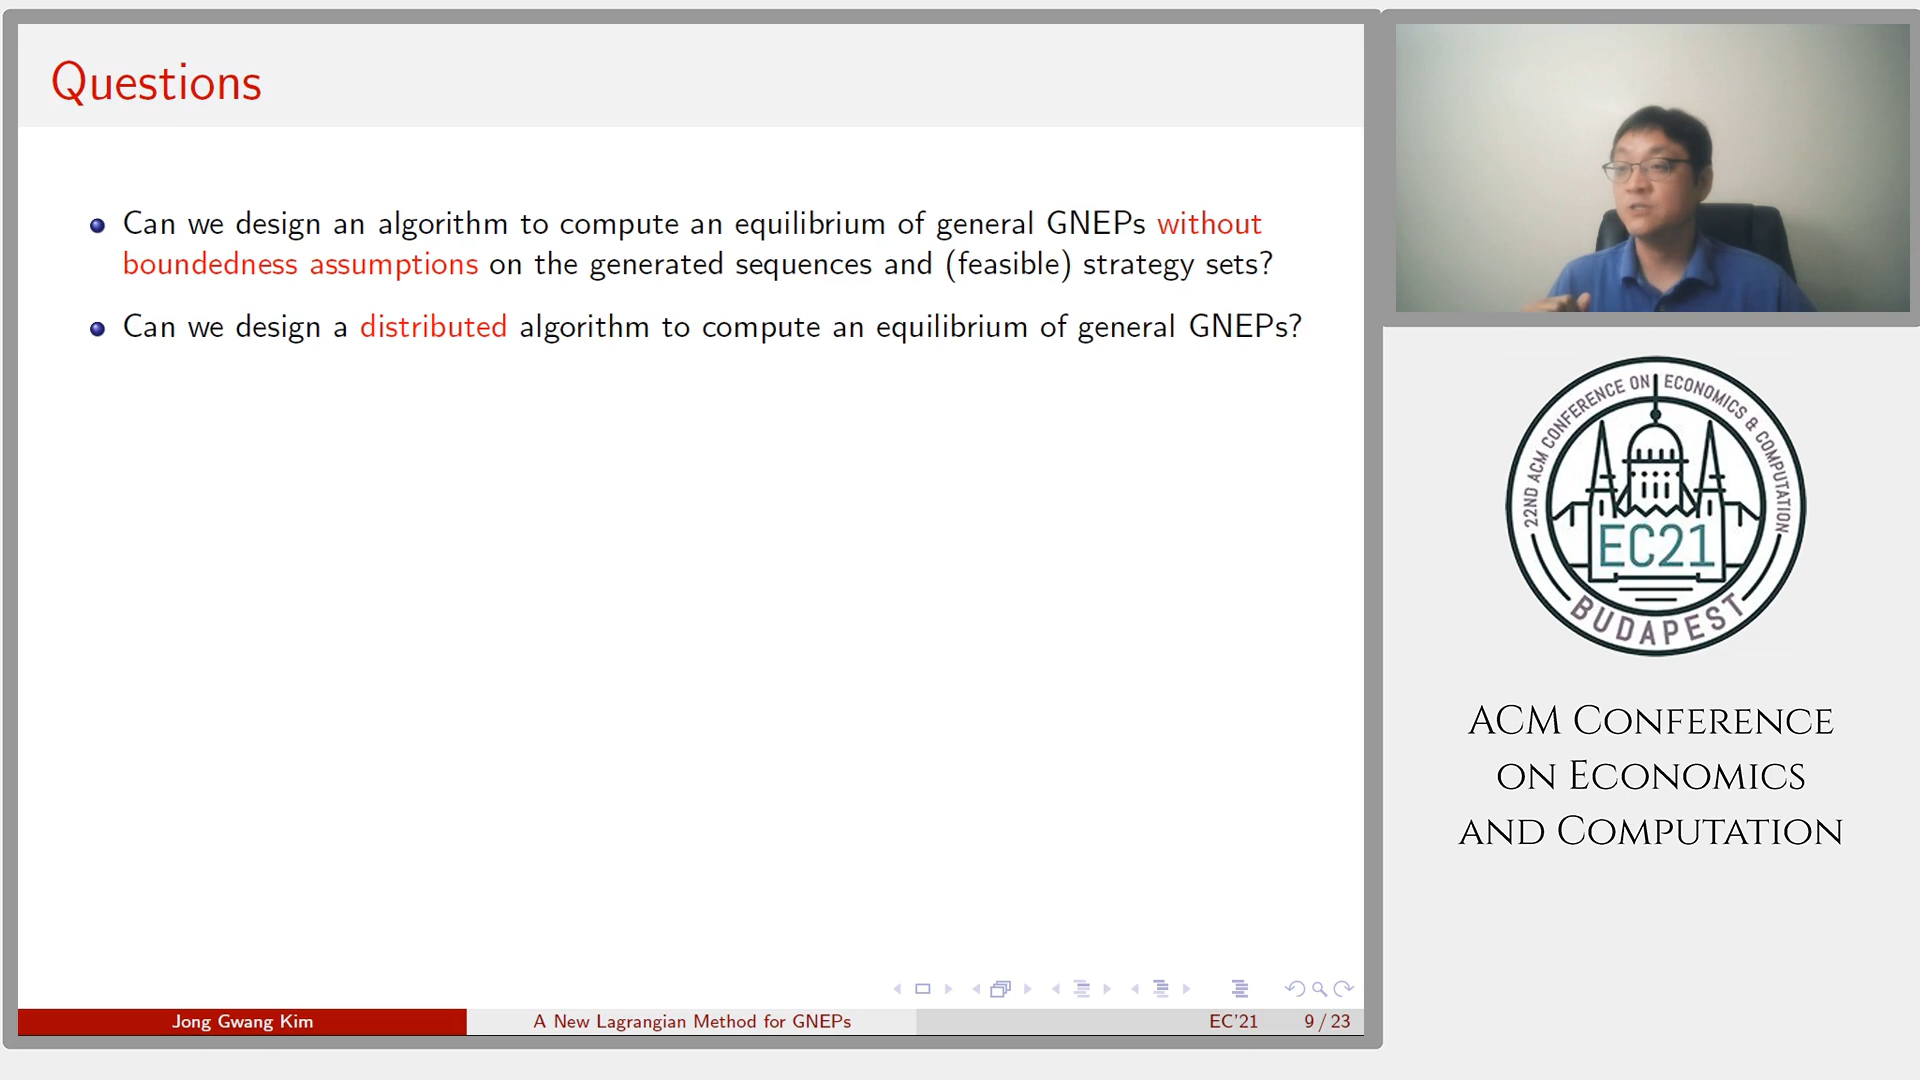 Questions
Can we design an algorithm to compute an equilibrium of general GNEPs without
boundedness assumptions on the generated sequences and (feasible) strategy sets?
Can we design a distributed algorithm to compute an equilibrium of general GNEPs?
Jong Gwang Kim
A New Lagrangian Method for GNEPs
EC'21
9 / 23
22ND ACM CONFERENCE ON ECONOMICS & COMPUTATION
EC21
BUDAPEST
ACM Conference
on Economics
and Computation